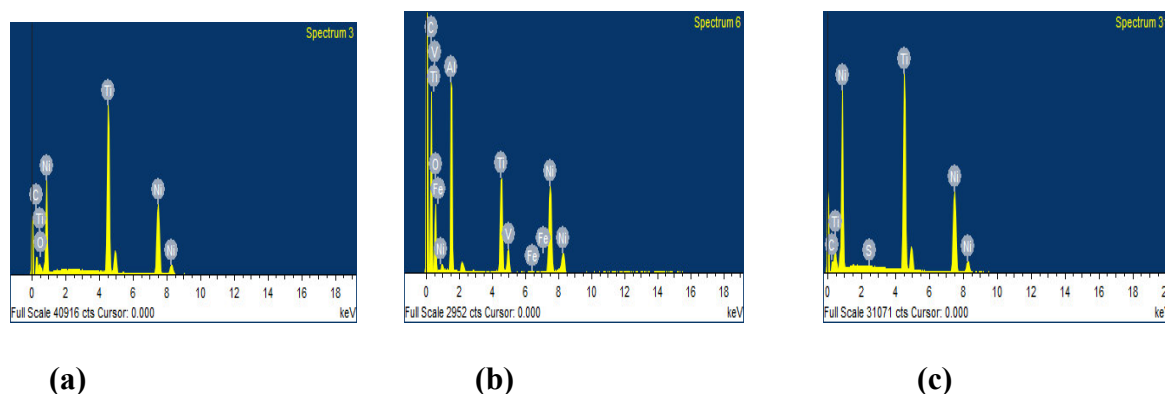 Spectrum 3
Ti
Ni
C
Ti
O
Ni
Ni
0 2 4 6 8 10 12 14 16 18
Full Scale 40916 cts Cursor: 0.000 keV
(a)
Spectrum 6
C
V
Ti
Al
O
Fe
Ni
Ti
V
Fe
Fe
Ni
Ni
0 2 4 6 8 10 12 14 16 18
Full Scale 2952 cts Cursor: 0.000 keV
(b)
Spectrum 3
Ni
Ti
Ti
C
S
Ni
Ni
0 2 4 6 8 10 12 14 16 18 2
Full Scale 31071 cts Cursor: 0.000 ke
(c)